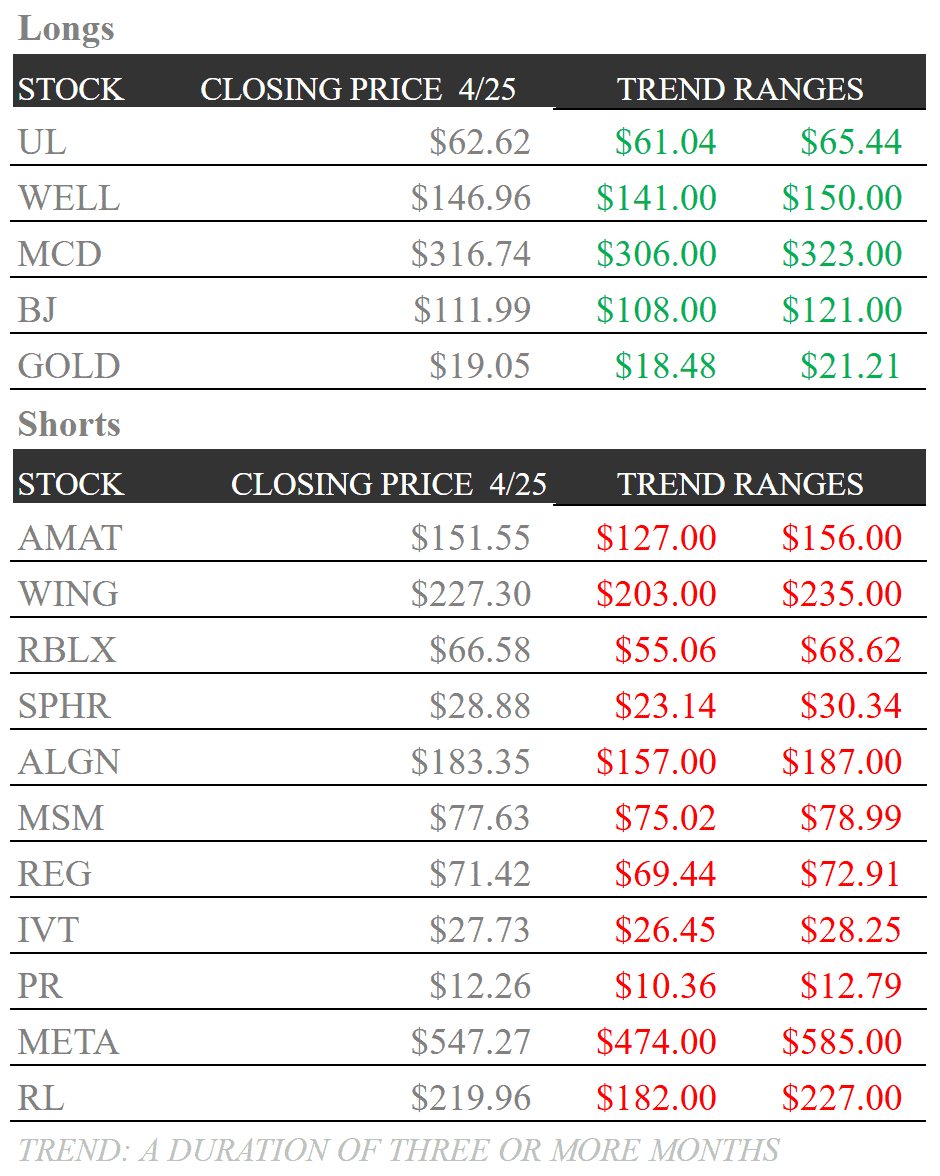 Longs
STOCK CLOSING PRICE 4/25 TREND RANGES
UL $62.62 $61.04 $65.44
WELL $146.96 $141.00 $150.00
MCD $316.74 $306.00 $323.00
BJ $111.99 $108.00 $121.00
GOLD $19.05 $18.48 $21.21
Shorts
STOCK CLOSING PRICE 4/25 TREND RANGES
AMAT $151.55 $127.00 $156.00
WING $227.30 $203.00 $235.00
RBLX $66.58 $55.06 $68.62
SPHR $28.88 $23.14 $30.34
ALGN $183.35 $157.00 $187.00
MSM $77.63 $75.02 $78.99
REG $71.42 $69.44 $72.91
IVT $27.73 $26.45 $28.25
PR $12.26 $10.36 $12.79
META $547.27 $474.00 $585.00
RL $219.96 $182.00 $227.00
TREND: A DURATION OF THREE OR MORE MONTHS